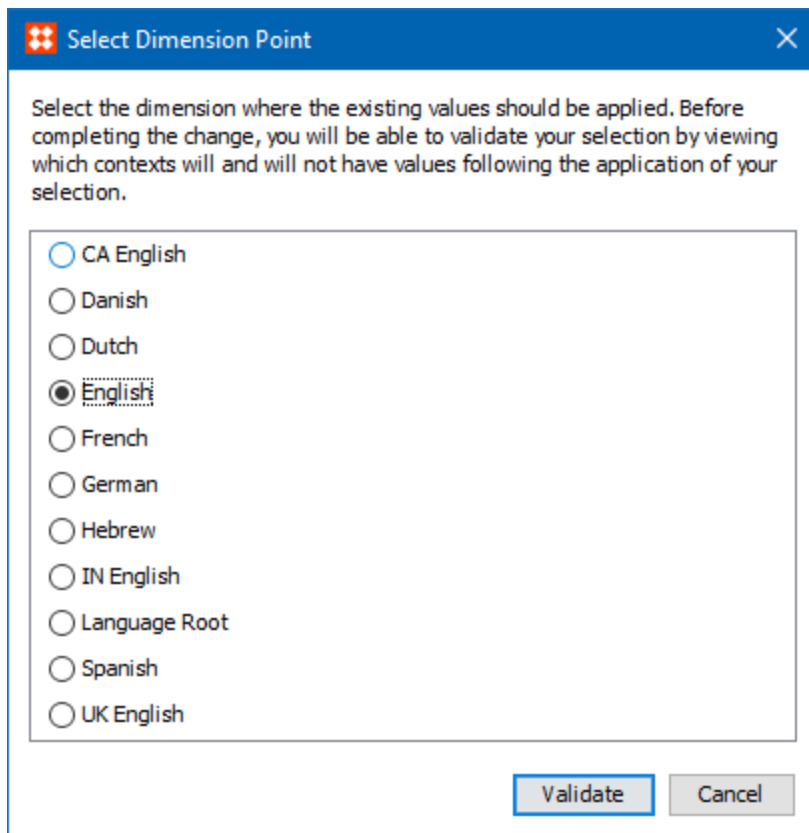 Select Dimension Point
Select the dimension where the existing values should be applied. Before
completing the change, you will be able to validate your selection by viewing
which contexts will and will not have values following the application of your
selection.
CA English
Danish
Dutch
English
French
German
Hebrew
IN English
Language Root
Spanish
UK English
Validate Cancel